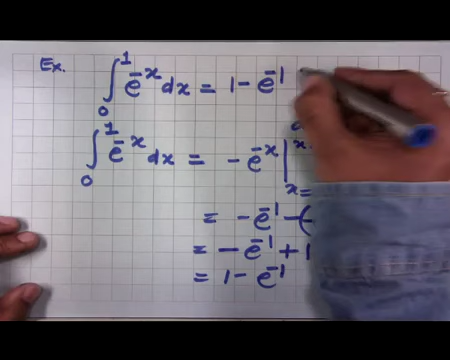 Ex. ∫₀¹ e⁻ˣ dx = 1 - e⁻¹
∫₀¹ e⁻ˣ dx = - e⁻ˣ | x=
= - e⁻¹ - (
= - e⁻¹ + 1
= 1 - e⁻¹